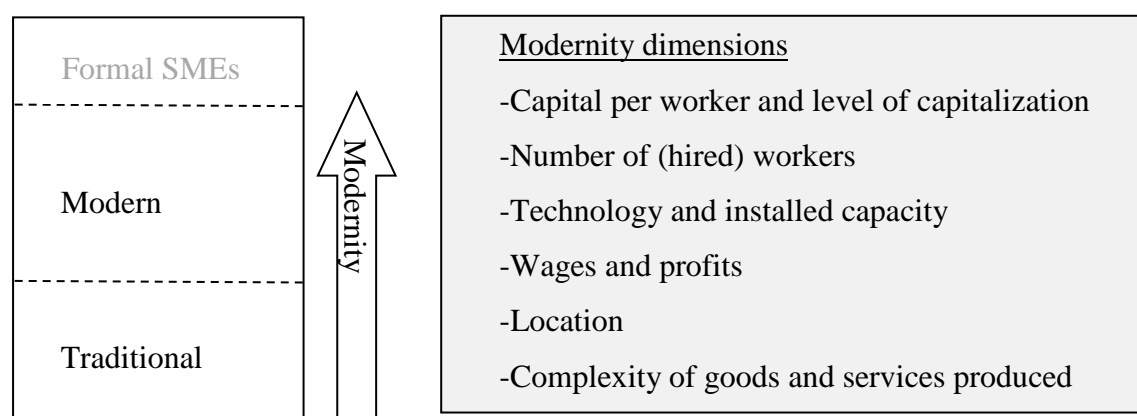 Formal SMEs
Modern
Traditional
Modernity
Modernity dimensions
-Capital per worker and level of capitalization
-Number of (hired) workers
-Technology and installed capacity
-Wages and profits
-Location
-Complexity of goods and services produced